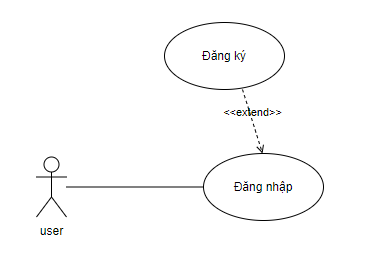 Đăng ký
<<extend>>
Đăng nhập
user